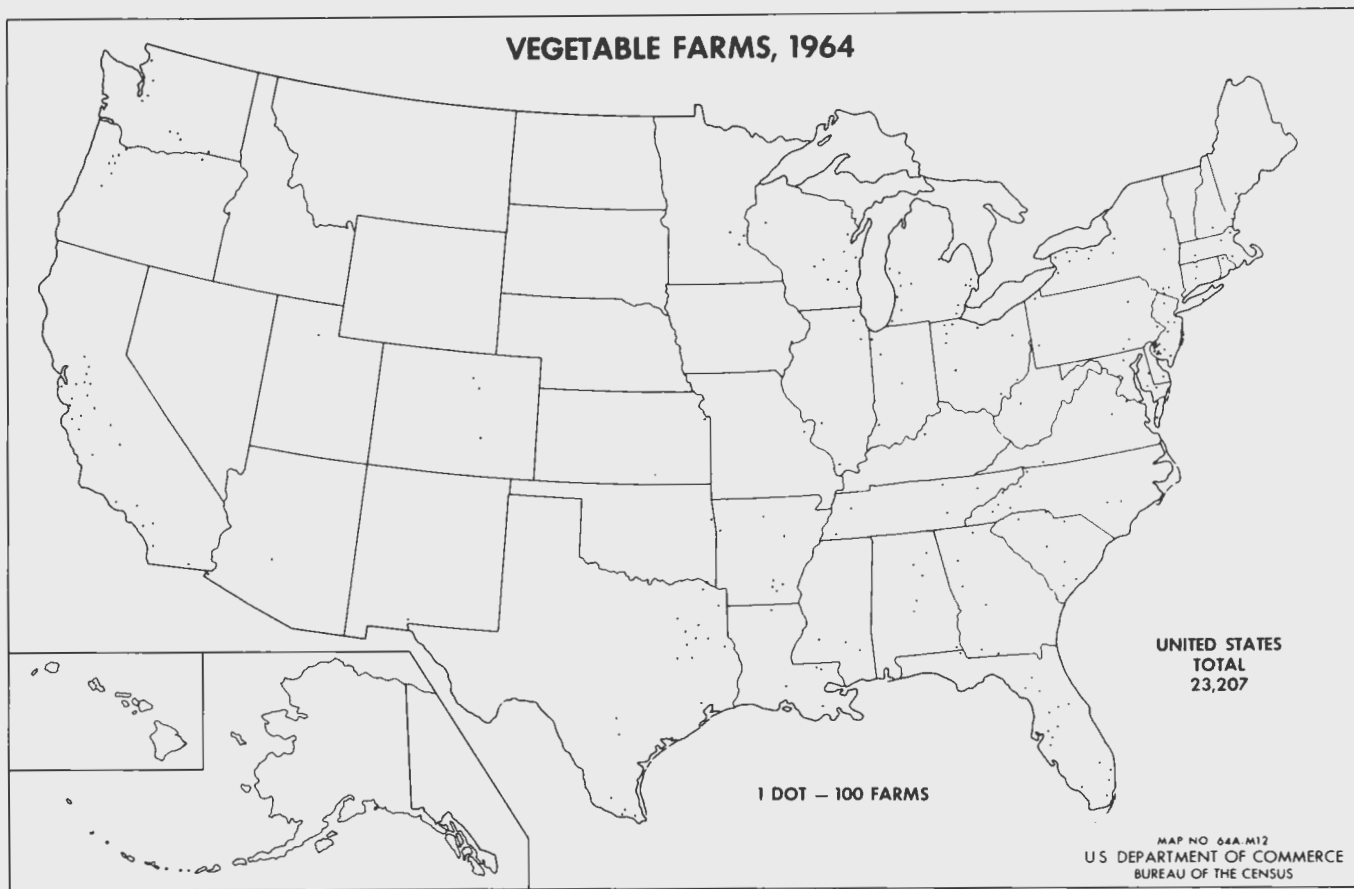 VEGETABLE FARMS, 1964
UNITED STATES
TOTAL
23,207
1 DOT — 100 FARMS
MAP NO 64A.M12
U S DEPARTMENT OF COMMERCE
BUREAU OF THE CENSUS